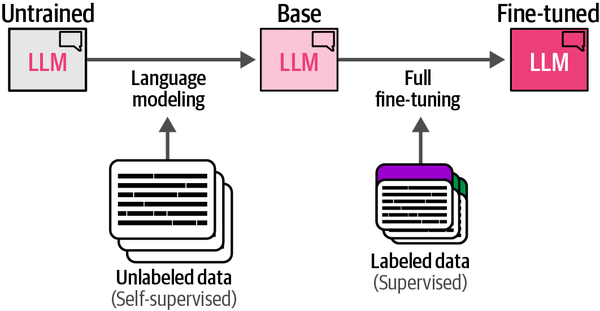 Untrained
Base
Fine-tuned
LLM
LLM
LLM
Language
modeling
Full
fine-tuning
Unlabeled data
(Self-supervised)
Labeled data
(Supervised)